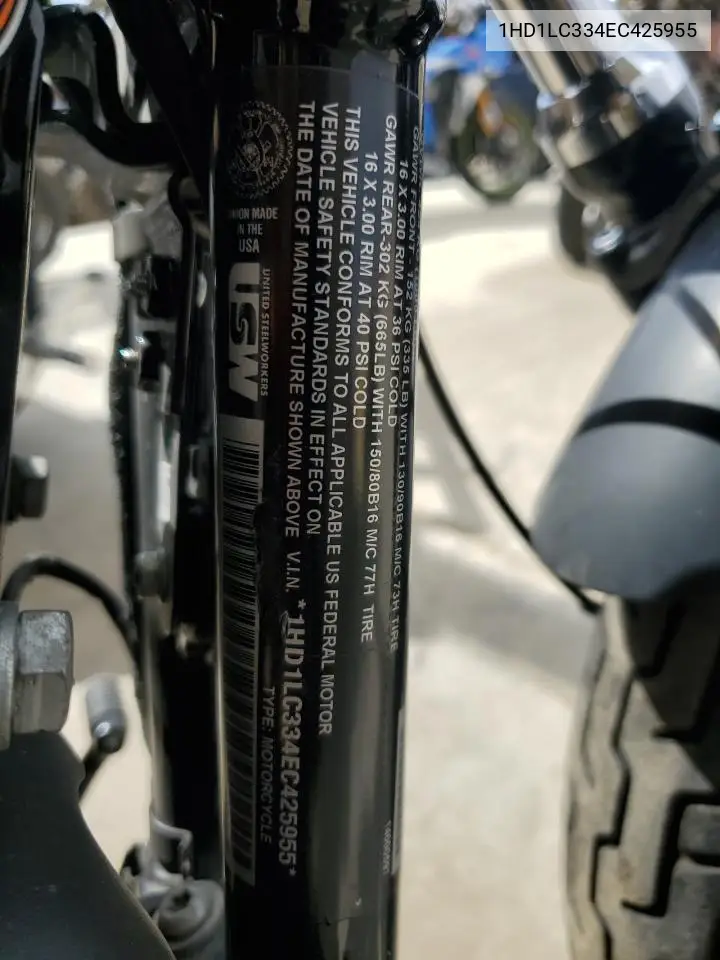 1HD1LC334EC425955
GAWR FRONT- 152 KG (335 LB) WITH 130/90B16 M/C 73H TIRE
16 X 3.00 RIM AT 36 PSI COLD
GAWR REAR-302 KG (665LB) WITH 150/80B16 M/C 77H TIRE
16 X 3.00 RIM AT 40 PSI COLD
THIS VEHICLE CONFORMS TO ALL APPLICABLE US FEDERAL MOTOR
VEHICLE SAFETY STANDARDS IN EFFECT ON
THE DATE OF MANUFACTURE SHOWN ABOVE V.I.N. *1HD1LC334EC425955*
TYPE: MOTORCYCLE
UNION MADE
IN THE
USA
USW
UNITED STEELWORKERS